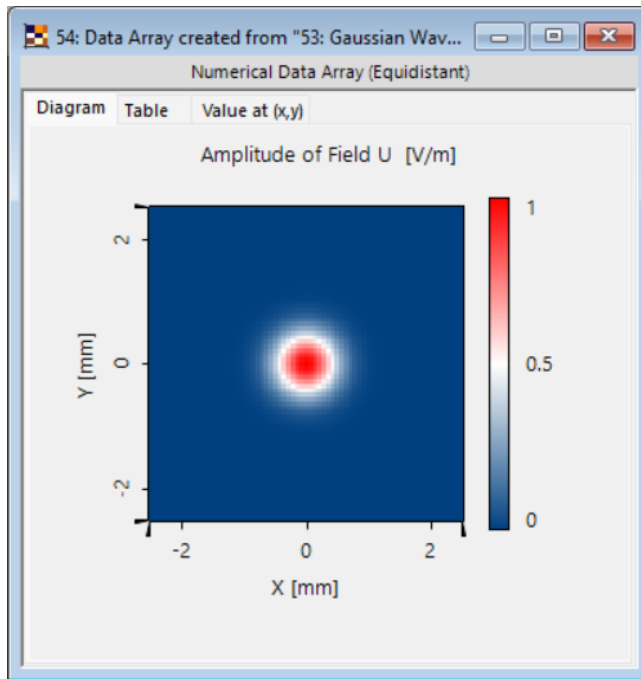 54: Data Array created from "53: Gaussian Wav...
Numerical Data Array (Equidistant)
Diagram Table Value at (x,y)
Amplitude of Field U [V/m]
1
0.5
0
Y [mm]
2
0
-2
-2 0 2
X [mm]